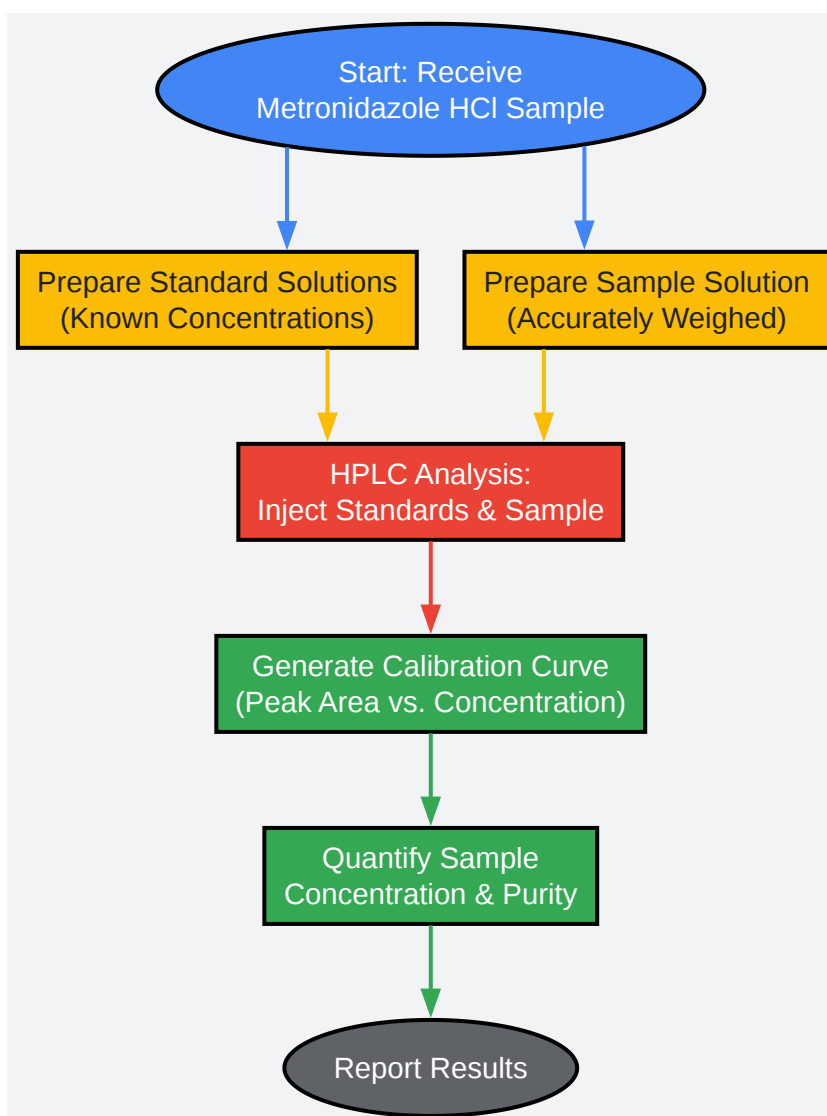 Start: Receive
Metronidazole HCl Sample
Prepare Standard Solutions
(Known Concentrations)
Prepare Sample Solution
(Accurately Weighed)
HPLC Analysis:
Inject Standards & Sample
Generate Calibration Curve
(Peak Area vs. Concentration)
Quantify Sample
Concentration & Purity
Report Results